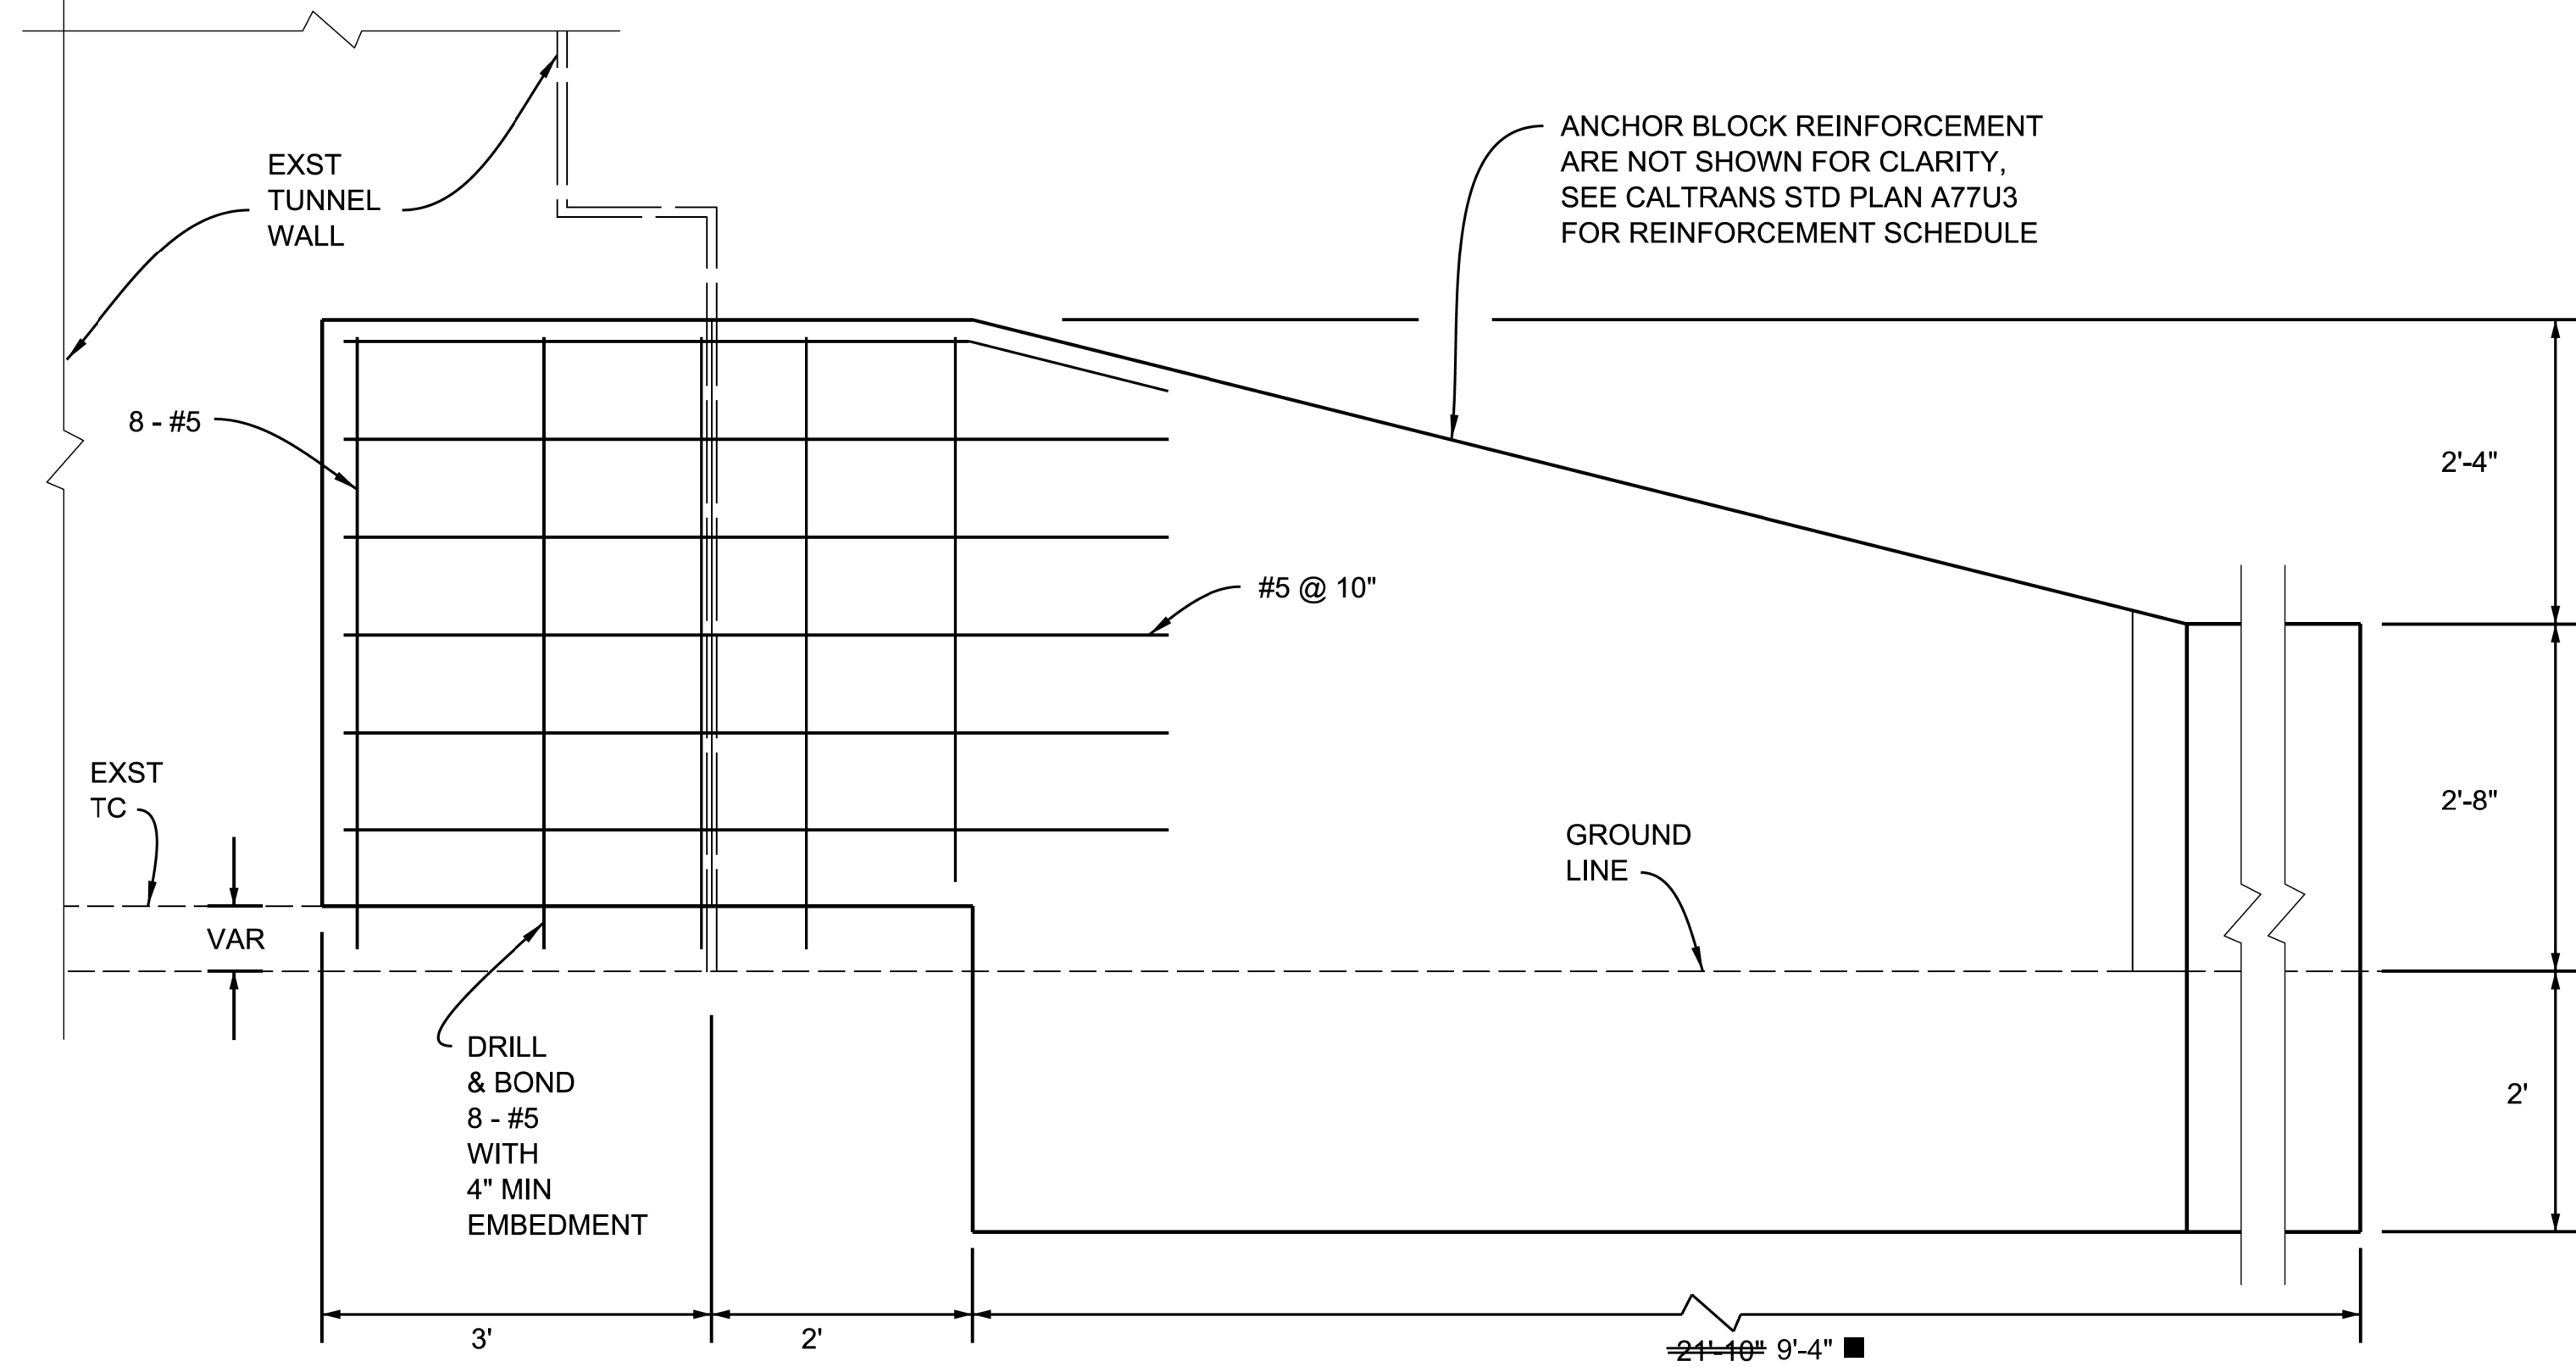 EXST
TUNNEL
WALL
ANCHOR BLOCK REINFORCEMENT
ARE NOT SHOWN FOR CLARITY,
SEE CALTRANS STD PLAN A77U3
FOR REINFORCEMENT SCHEDULE
8 - #5
2'-4"
#5 @ 10"
EXST
TC
2'-8"
GROUND
LINE
VAR
DRILL
& BOND
8 - #5
WITH
4" MIN
EMBEDMENT
2'
3'
2'
21'-10" 9'-4" ■